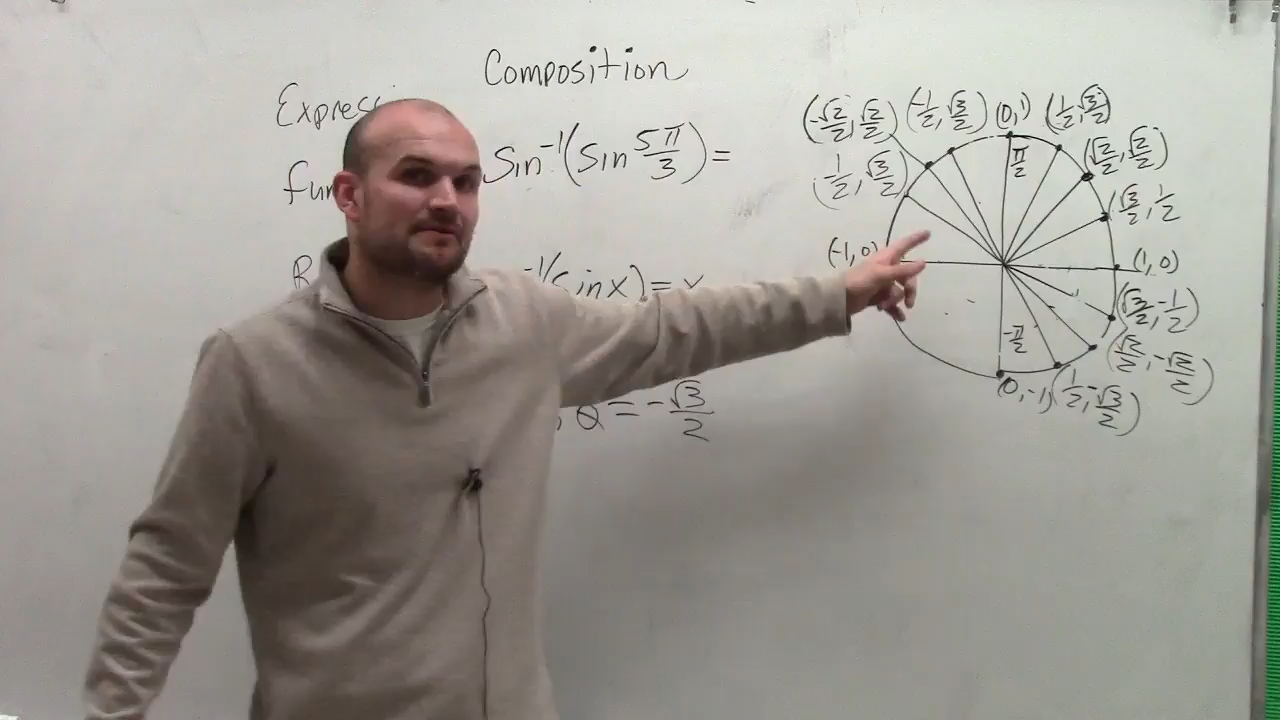 Composition
Express
fun
Sin⁻¹(Sin 5π/3) =
R
⁻¹(sin x) = x
θ = -√3/2
(-√2/2, √2/2) (-1/2, √3/2) (0, 1) (1/2, √3/2)
(1/2, √3/2)
(√2/2, √2/2)
π/2
√3/2, 1/2
(-1, 0)
(1, 0)
(√3/2, -1/2)
-π/2
(√2/2, -√2/2)
(0, -1) (1/2, -√3/2)